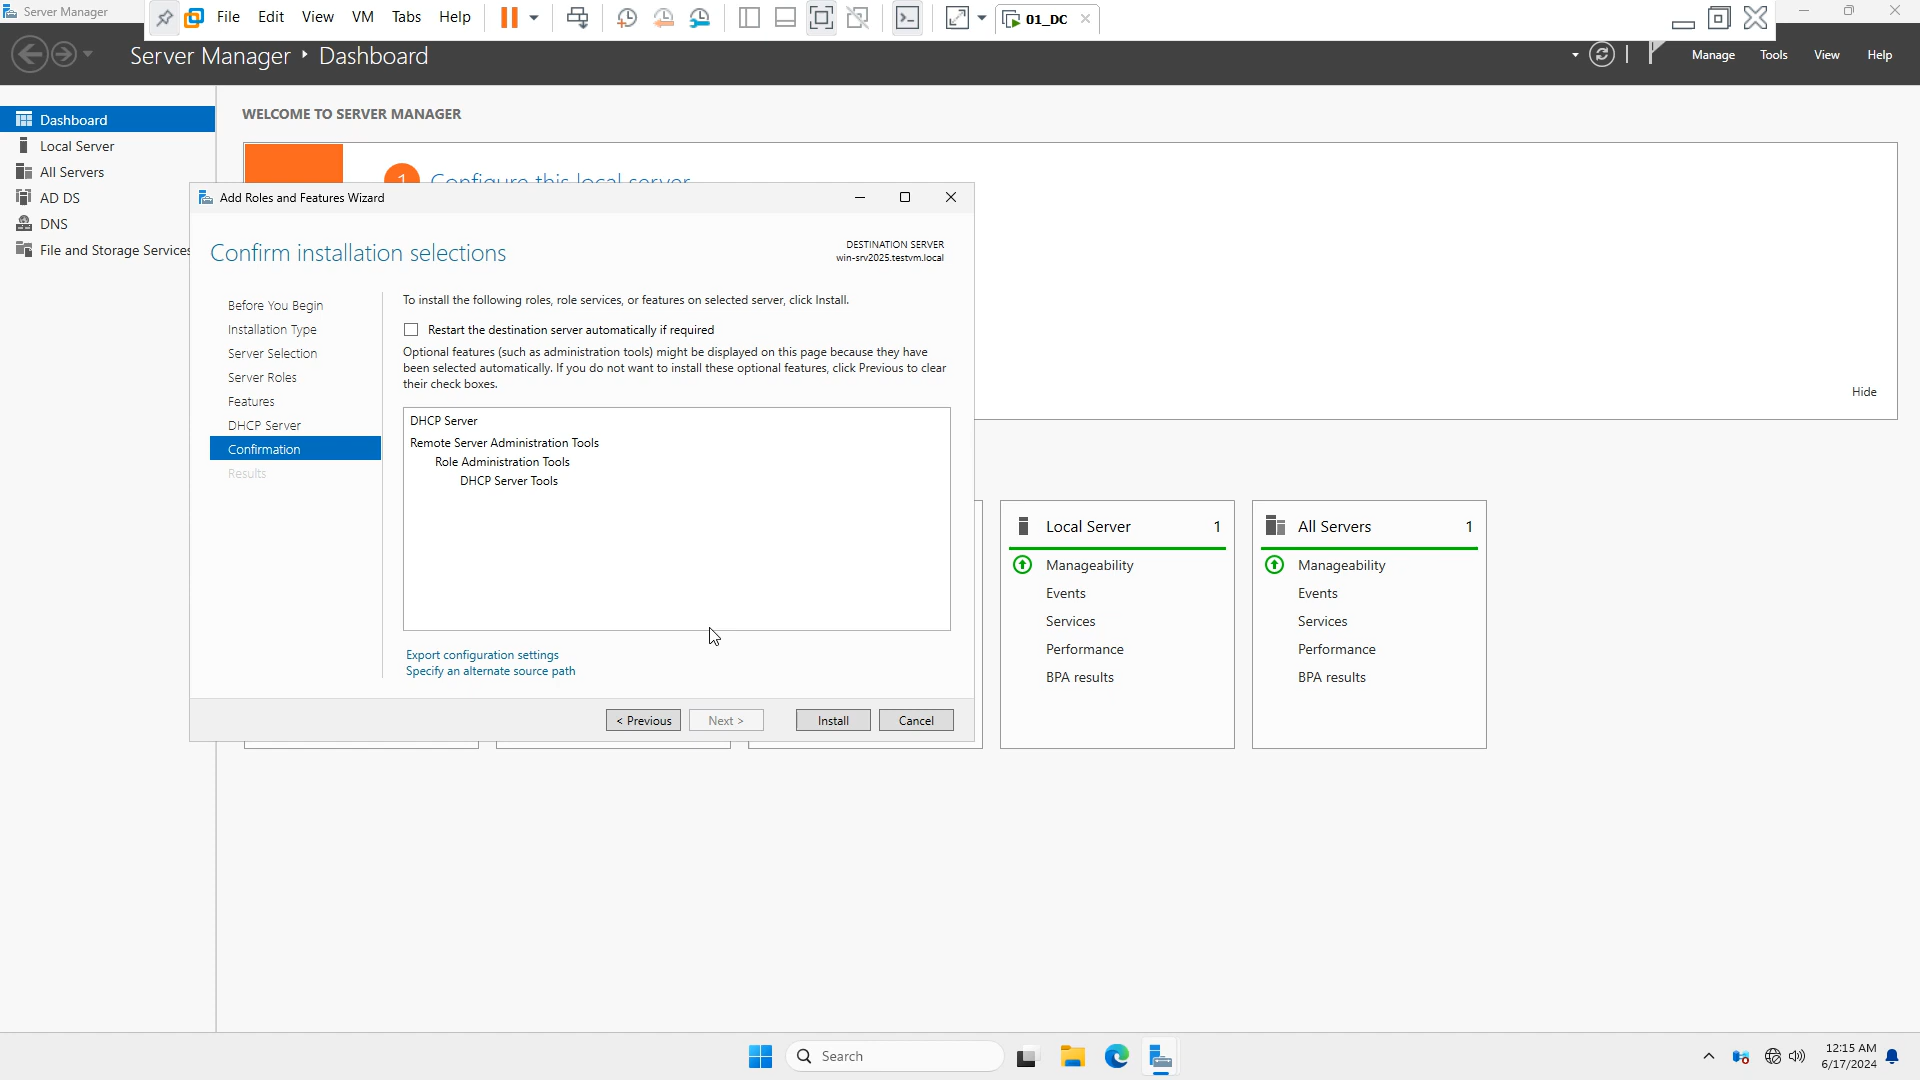 Server Manager
File Edit View VM Tabs Help
01_DC
Server Manager ‣ Dashboard
Manage Tools View Help
Dashboard
Local Server
All Servers
AD DS
DNS
File and Storage Services
WELCOME TO SERVER MANAGER
1 Configure this local server
Hide
Add Roles and Features Wizard
Confirm installation selections
DESTINATION SERVER
win-srv2025.testvm.local
Before You Begin
Installation Type
Server Selection
Server Roles
Features
DHCP Server
Confirmation
Results
To install the following roles, role services, or features on selected server, click Install.
Restart the destination server automatically if required
Optional features (such as administration tools) might be displayed on this page because they have
been selected automatically. If you do not want to install these optional features, click Previous to clear
their check boxes.
DHCP Server
Remote Server Administration Tools
Role Administration Tools
DHCP Server Tools
Export configuration settings
Specify an alternate source path
< Previous Next > Install Cancel
Local Server 1
Manageability
Events
Services
Performance
BPA results
All Servers 1
Manageability
Events
Services
Performance
BPA results
Search
12:15 AM
6/17/2024